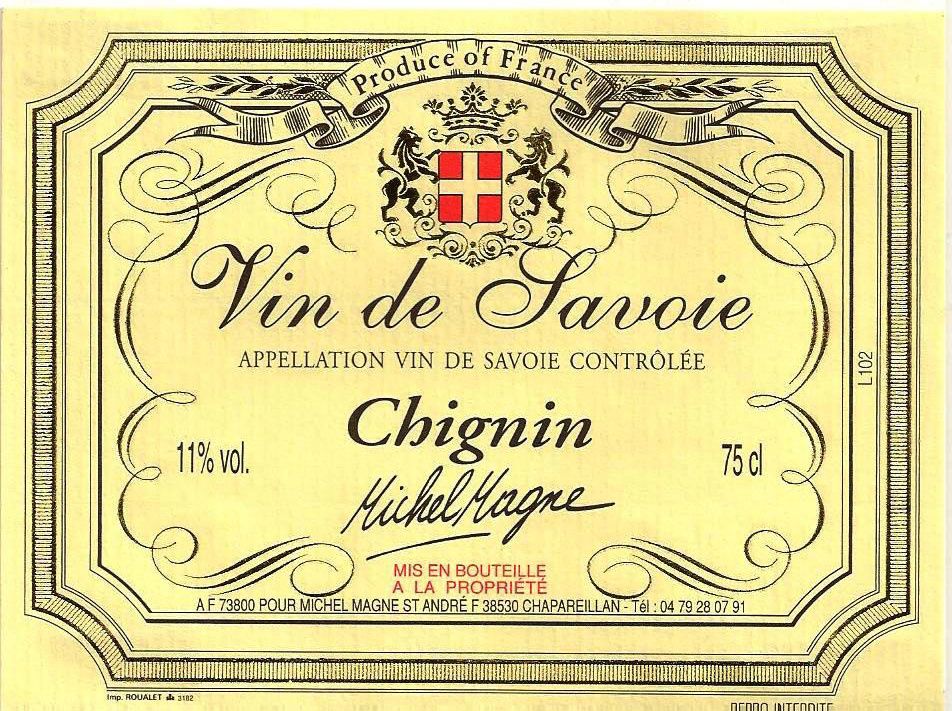 Produce of France
Vin de Savoie
APPELLATION VIN DE SAVOIE CONTRÔLÉE
L102
Chignin
11% vol.
75 cl
Michel Magne
MIS EN BOUTEILLE
A LA PROPRIÉTÉ
A F 73800 POUR MICHEL MAGNE ST ANDRÉ F 38530 CHAPAREILLAN - Tél : 04 79 28 07 91
Imp. ROUALET 3182
REPRO INTERDITE